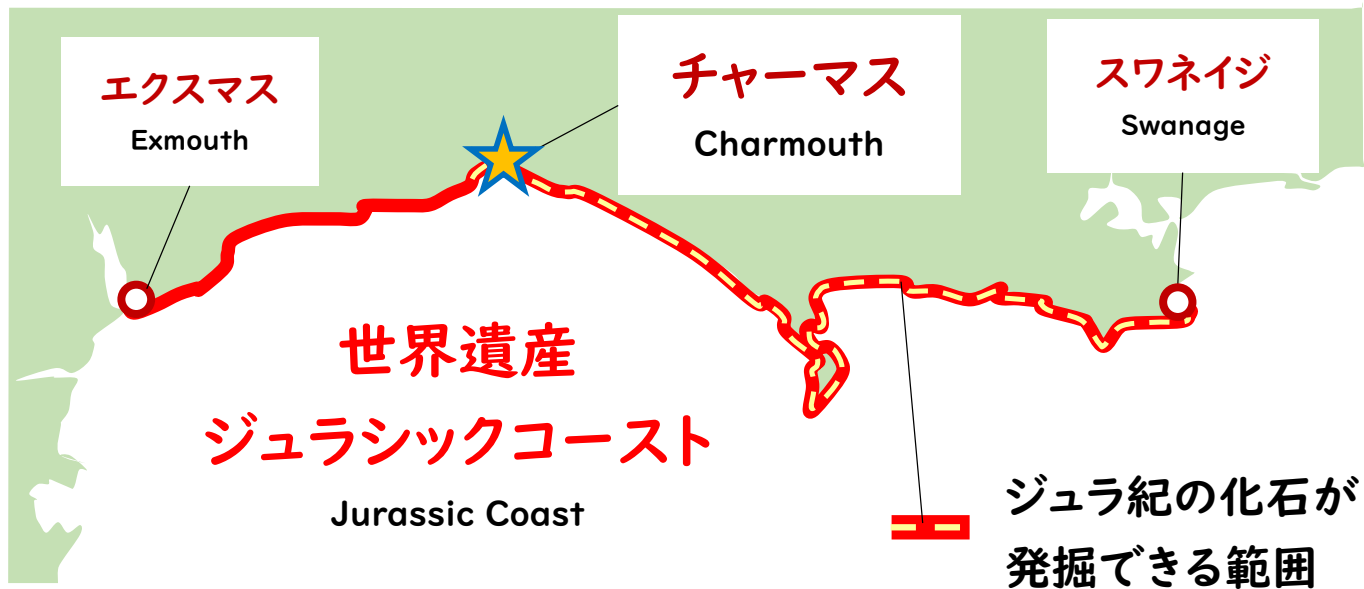 エクスマス
Exmouth
チャーマス
Charmouth
スワネイジ
Swanage
世界遺産
ジュラシックコースト
Jurassic Coast
ジュラ紀の化石が
発掘できる範囲